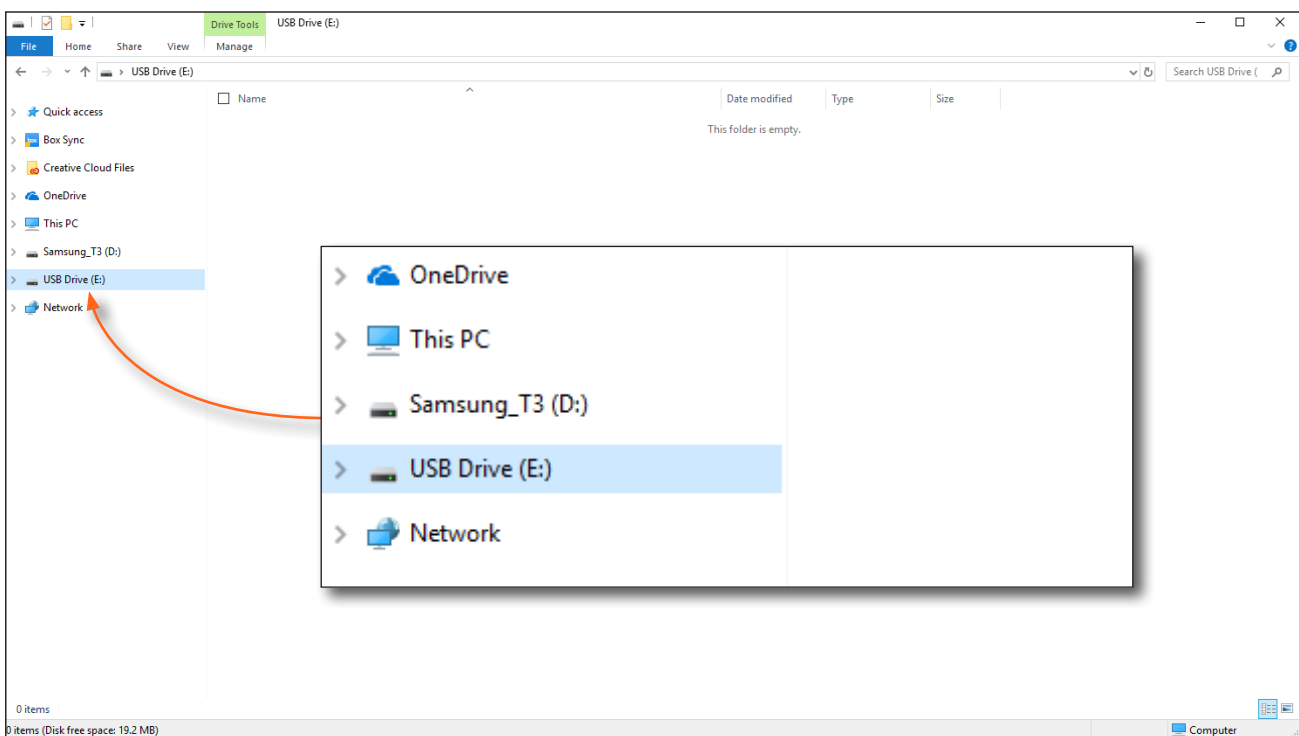 Drive Tools USB Drive (E:)
File Home Share View Manage
USB Drive (E:) Search USB Drive (
Name Date modified Type Size
This folder is empty.
Quick access
box Box Sync
Creative Cloud Files
OneDrive
This PC
Samsung_T3 (D:)
USB Drive (E:)
Network
OneDrive
This PC
Samsung_T3 (D:)
USB Drive (E:)
Network
0 items
0 items (Disk free space: 19.2 MB) Computer